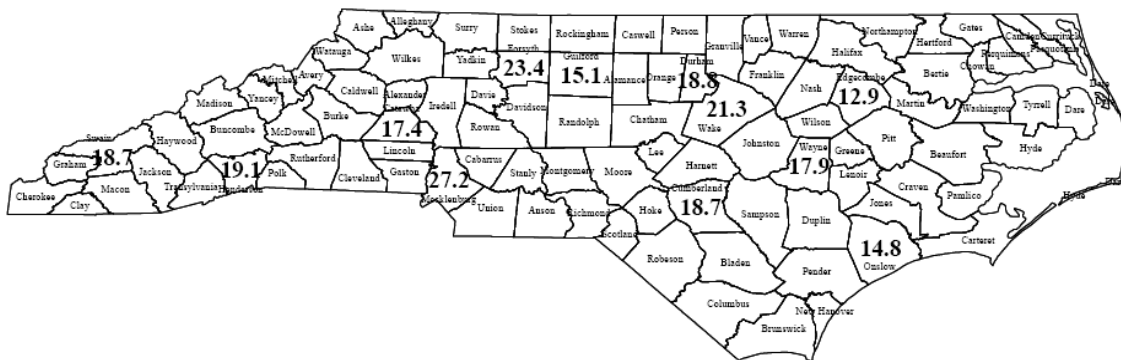 Ashe
Alleghany
Surry
Stokes
Rockingham
Caswell
Person
Granville
Vance
Warren
Halifax
Northampton
Hertford
Gates
Camden
Currituck
Pasquotank
Perquimons
Chowan
Bertie
Watauga
Wilkes
Yadkin
Forsyth
23.4
Guilford
15.1
Alamance
Orange
Durham
18.8
Franklin
Nash
Edgecombe
12.9
Martin
Washington
Tyrrell
Dare
Dare
Mitchell
Avery
Caldwell
Alexander
Iredell
Davie
Davidson
Randolph
Chatham
21.3
Wake
Wilson
Pitt
Beaufort
Hyde
Madison
Yancey
Burke
Catawba
17.4
Rowan
Johnston
Wayne
17.9
Greene
Lenoir
Craven
Pamlico
Hyde
Swain
18.7
Graham
Haywood
Buncombe
McDowell
Rutherford
Lincoln
Gaston
Cleveland
Cabarrus
Stanly
Montgomery
Moore
Lee
Harnett
Cherokee
Clay
Macon
Jackson
Transylvania
19.1
Henderson
Polk
27.2
Mecklenburg
Union
Anson
Richmond
Scotland
Hoke
Cumberland
18.7
Sampson
Duplin
Jones
Carteret
14.8
Onslow
Robeson
Bladen
Pender
Columbus
New Hanover
Brunswick